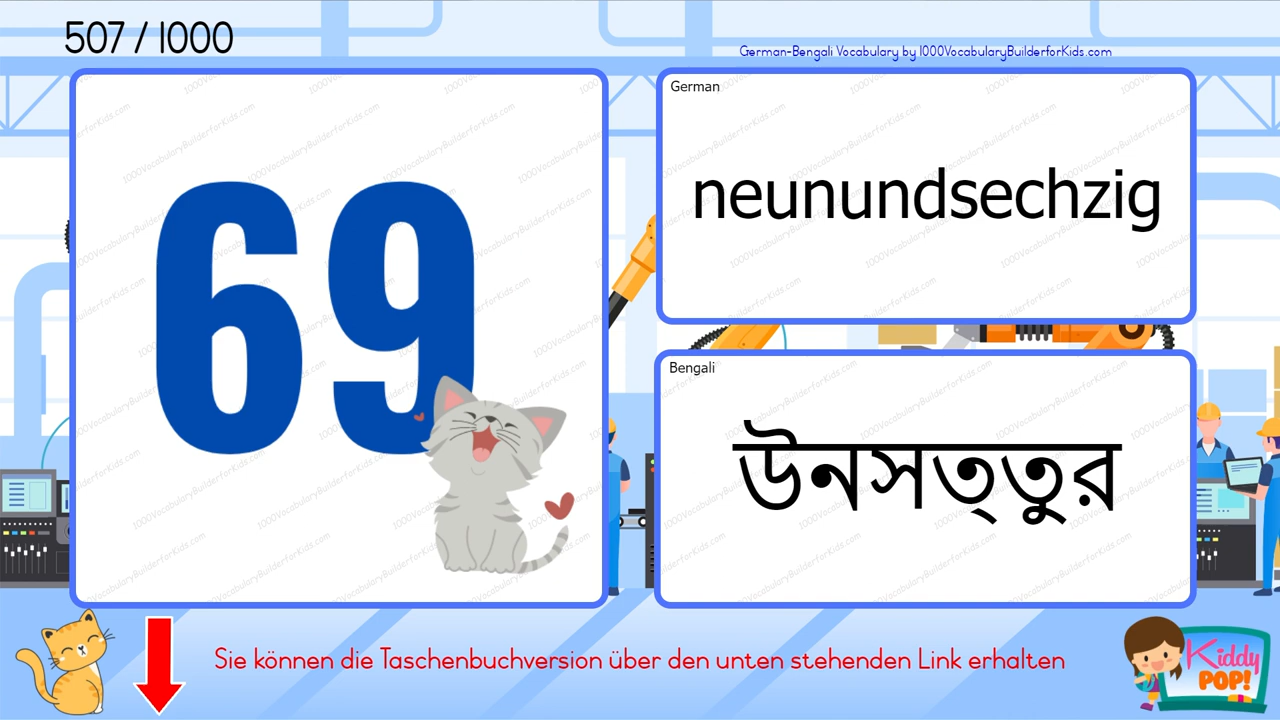 507 / 1000
German-Bengali Vocabulary by 1000VocabularyBuilderforKids.com
69
German
neunundsechzig
Bengali
উনসত্তুর
Sie können die Taschenbuchversion über den unten stehenden Link erhalten
Kiddy
POP!